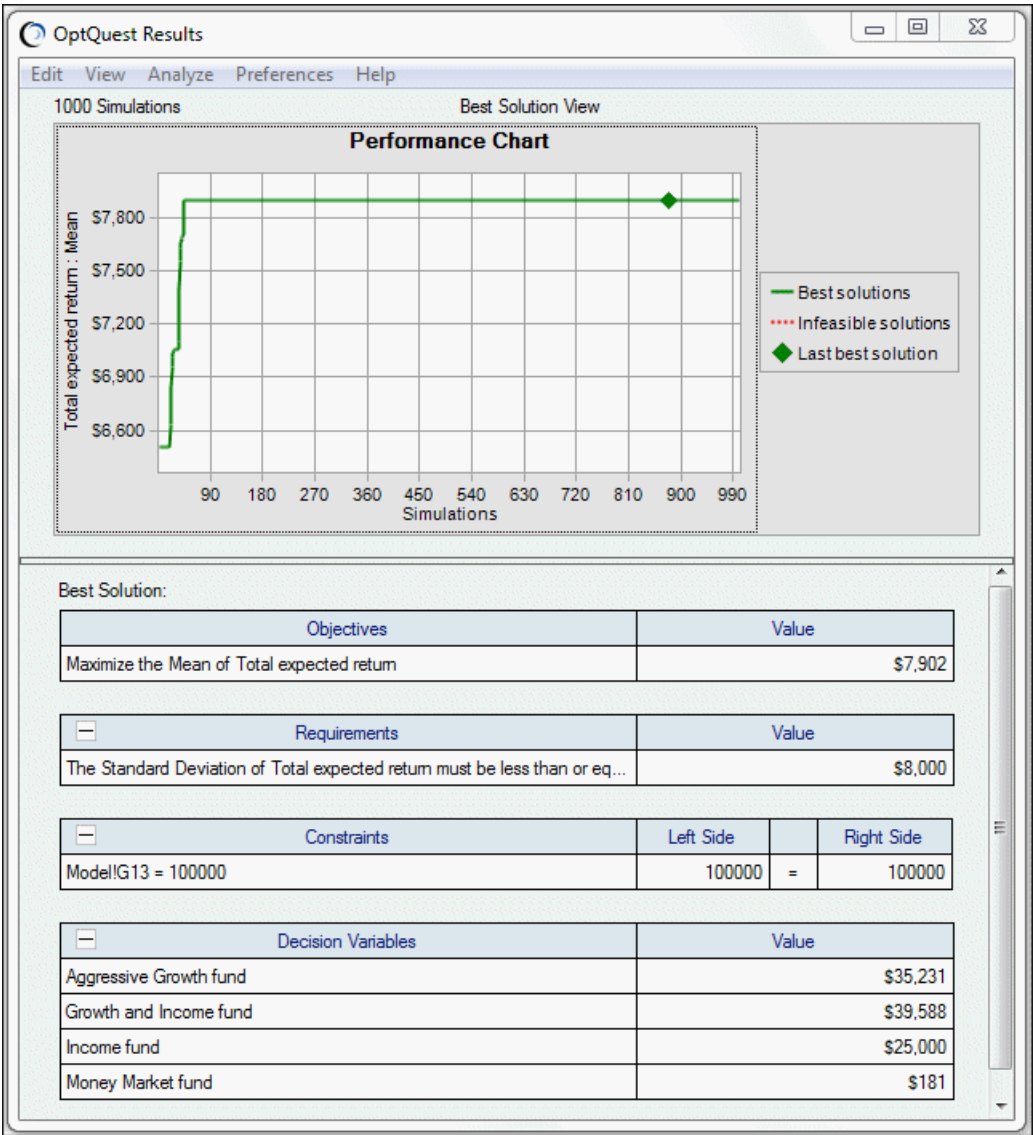 OptQuest Results
Edit View Analyze Preferences Help
1000 Simulations Best Solution View
Performance Chart
Total expected return : Mean
$7,800
$7,500
$7,200
$6,900
$6,600
90 180 270 360 450 540 630 720 810 900 990
Simulations
Best solutions
Infeasible solutions
Last best solution
Best Solution:
Objectives Value
Maximize the Mean of Total expected return $7,902
Requirements Value
The Standard Deviation of Total expected return must be less than or eq... $8,000
Constraints Left Side Right Side
Model!G13 = 100000 100000 = 100000
Decision Variables Value
Aggressive Growth fund $35,231
Growth and Income fund $39,588
Income fund $25,000
Money Market fund $181